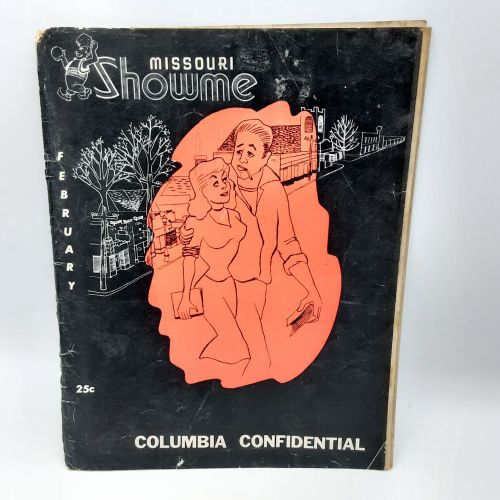 MISSOURI
Showme
FEBRUARY
25c
COLUMBIA CONFIDENTIAL